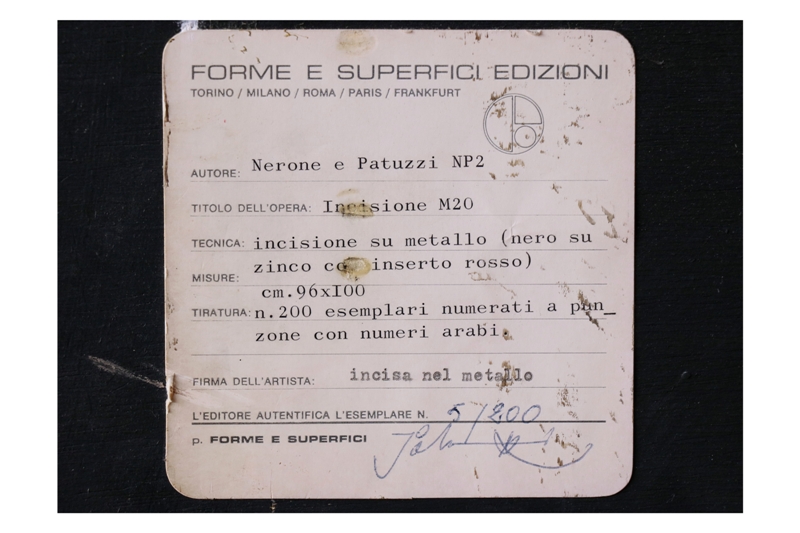 FORME E SUPERFICI EDIZIONI
TORINO / MILANO / ROMA / PARIS / FRANKFURT
AUTORE: Nerone e Patuzzi NP2
TITOLO DELL'OPERA: Incisione M20
TECNICA: incisione su metallo (nero su
zinco con inserto rosso)
MISURE:
cm.96xI00
TIRATURA: n.200 esemplari numerati a pun_
zone con numeri arabi.
FIRMA DELL'ARTISTA: incisa nel metallo
L'EDITORE AUTENTIFICA L'ESEMPLARE N. 5/200
p. FORME E SUPERFICI